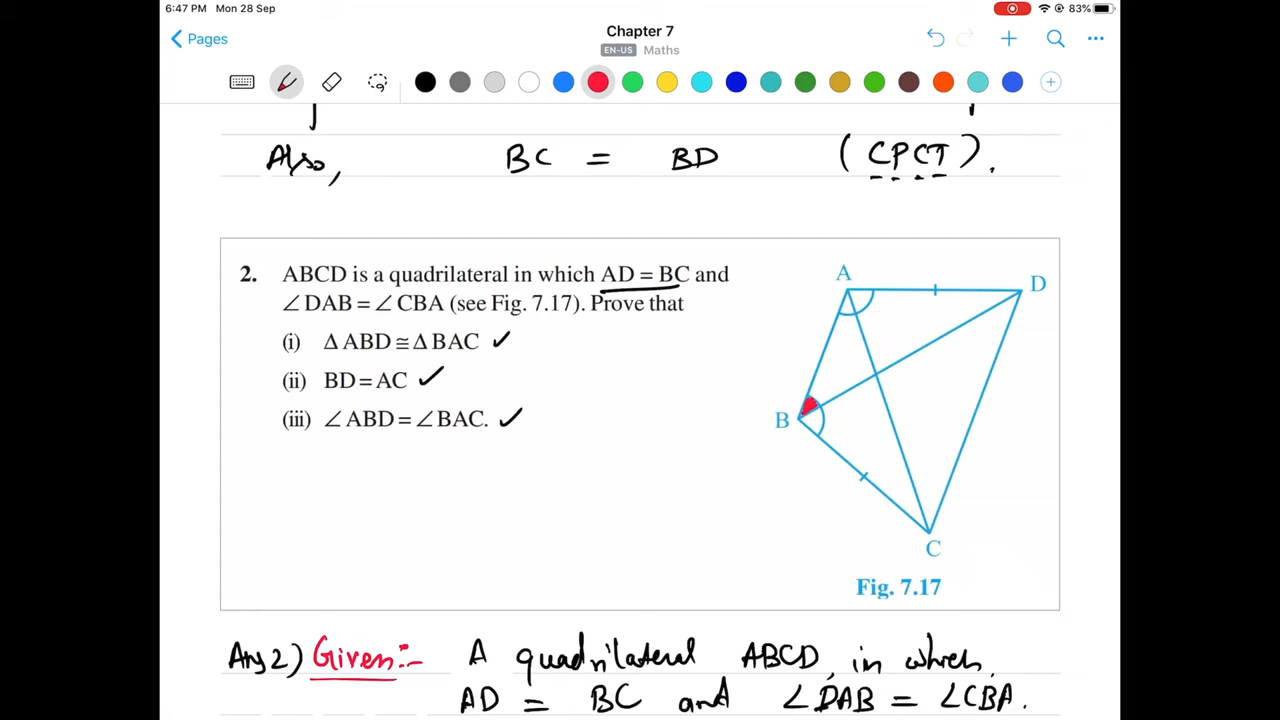 6:47 PM Mon 28 Sep
83%
Pages
Chapter 7
EN-US Maths
Also, BC = BD (CPCT).
2. ABCD is a quadrilateral in which AD = BC and
∠ DAB = ∠ CBA (see Fig. 7.17). Prove that
(i) Δ ABD ≅ Δ BAC ✓
(ii) BD = AC ✓
(iii) ∠ ABD = ∠ BAC. ✓
A
D
B
C
Fig. 7.17
Ans 2) Given:- A quadrilateral ABCD, in which
AD = BC and ∠DAB = ∠CBA.